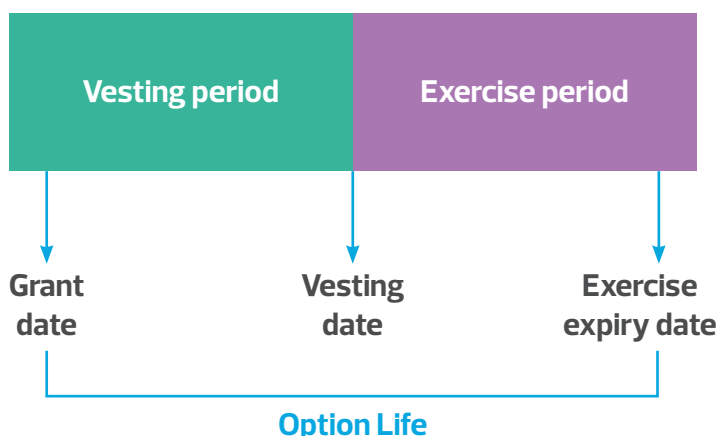 Vesting period
Exercise period
Grant
date
Vesting
date
Exercise
expiry date
Option Life